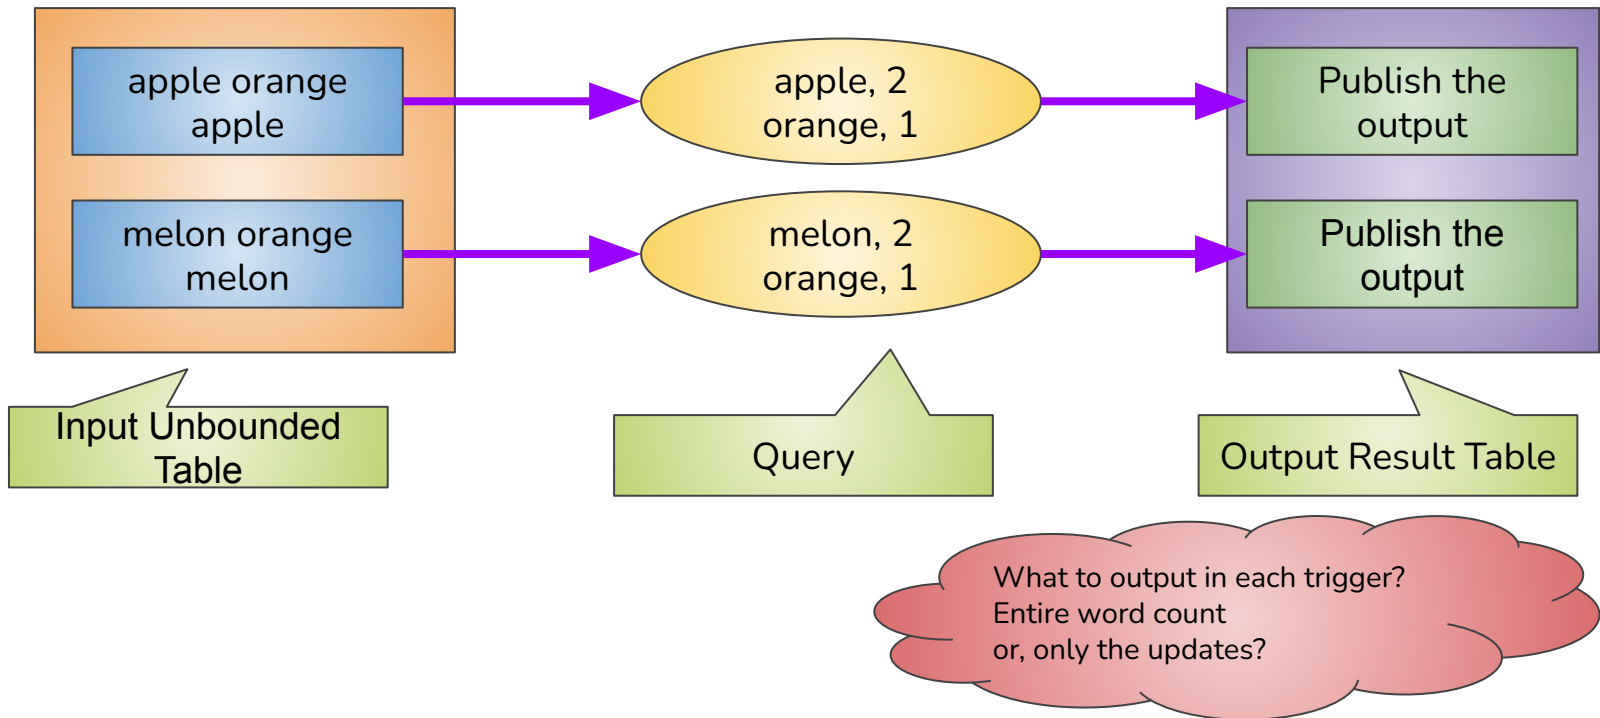 apple orange
apple
apple, 2
orange, 1
Publish the
output
melon orange
melon
melon, 2
orange, 1
Publish the
output
Input Unbounded
Table
Query
Output Result Table
What to output in each trigger?
Entire word count
or, only the updates?